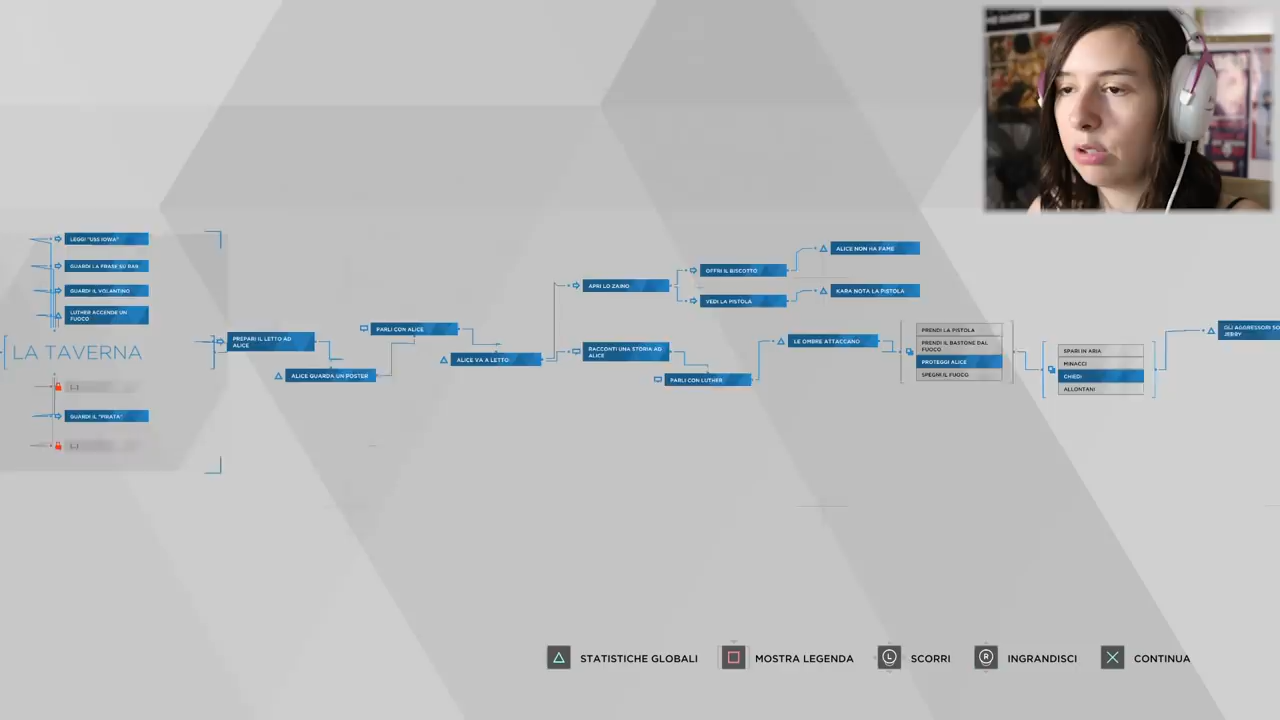 LEGGI "USS IOWA"
GUARDI LA FRASE SU RA9
GUARDI IL VOLANTINO
LUTHER ACCENDE UN
FUOCO
LA TAVERNA
[...]
GUARDI IL "PIRATA"
[...]
PREPARI IL LETTO AD
ALICE
ALICE GUARDA UN POSTER
PARLI CON ALICE
ALICE VA A LETTO
APRI LO ZAINO
RACCONTI UNA STORIA AD
ALICE
OFFRI IL BISCOTTO
VEDI LA PISTOLA
PARLI CON LUTHER
ALICE NON HA FAME
KARA NOTA LA PISTOLA
LE OMBRE ATTACCANO
PRENDI LA PISTOLA
PRENDI IL BASTONE DAL
FUOCO
PROTEGGI ALICE
SPEGNI IL FUOCO
SPARI IN ARIA
MINACCI
CHIEDI
ALLONTANI
GLI AGGRESSORI SO
JERRY
STATISTICHE GLOBALI
MOSTRA LEGENDA
L
SCORRI
R
INGRANDISCI
CONTINUA